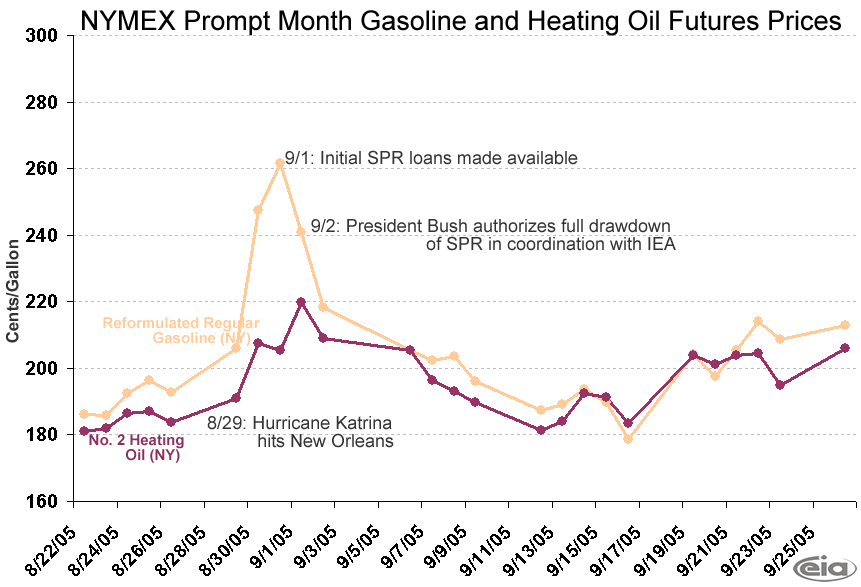 NYMEX Prompt Month Gasoline and Heating Oil Futures Prices
300
280
260
240
220
200
180
160
Cents/Gallon
9/1: Initial SPR loans made available
9/2: President Bush authorizes full drawdown
of SPR in coordination with IEA
Reformulated Regular
Gasoline (NY)
8/29: Hurricane Katrina
hits New Orleans
No. 2 Heating
Oil (NY)
8/22/05
8/24/05
8/26/05
8/28/05
8/30/05
9/1/05
9/3/05
9/5/05
9/7/05
9/9/05
9/11/05
9/13/05
9/15/05
9/17/05
9/19/05
9/21/05
9/23/05
9/25/05
eia